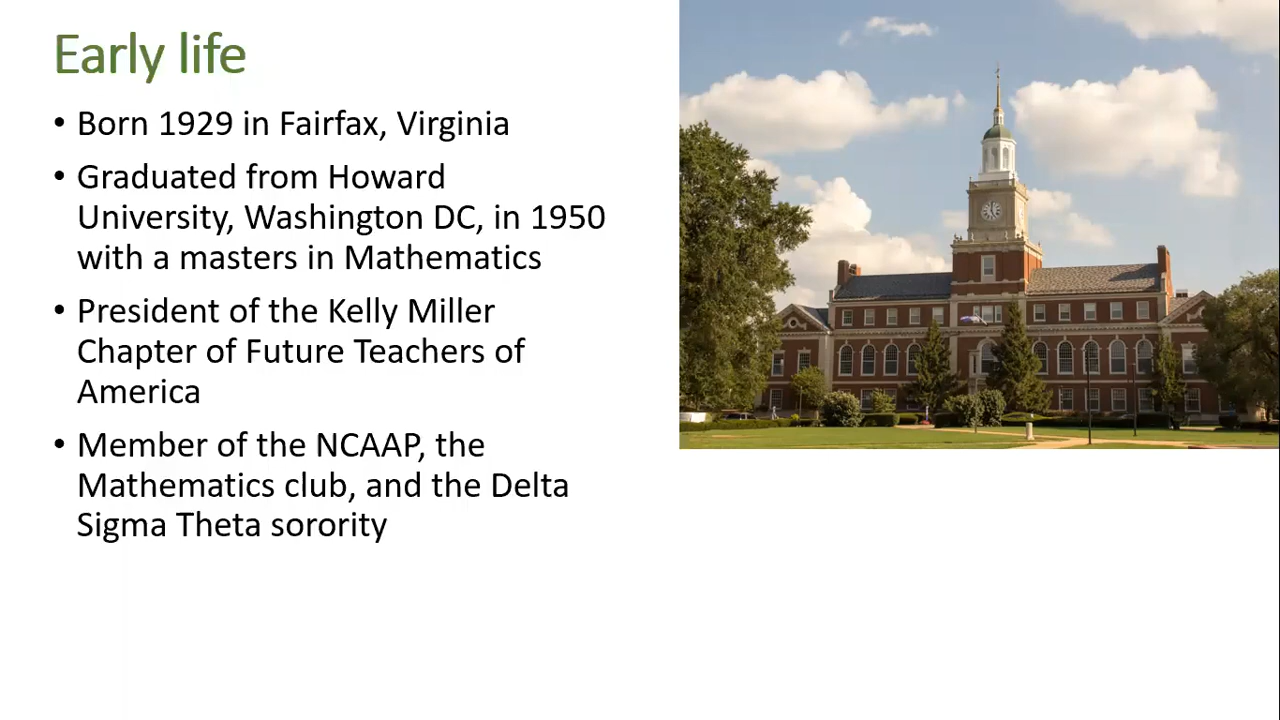 Early life
• Born 1929 in Fairfax, Virginia
• Graduated from Howard
University, Washington DC, in 1950
with a masters in Mathematics
• President of the Kelly Miller
Chapter of Future Teachers of
America
• Member of the NCAAP, the
Mathematics club, and the Delta
Sigma Theta sorority